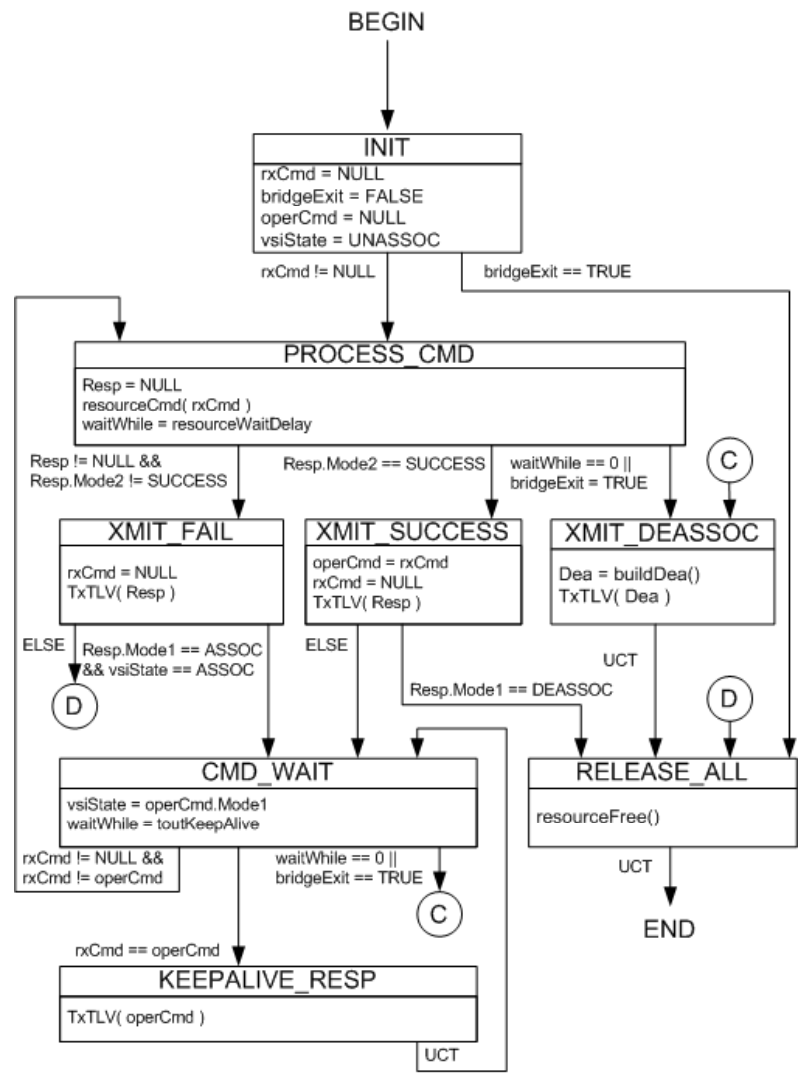 BEGIN
INIT
rxCmd = NULL
bridgeExit = FALSE
operCmd = NULL
vsiState = UNASSOC
rxCmd != NULL
bridgeExit == TRUE
PROCESS_CMD
Resp = NULL
resourceCmd( rxCmd )
waitWhile = resourceWaitDelay
Resp != NULL &&
Resp.Mode2 != SUCCESS
Resp.Mode2 == SUCCESS
waitWhile == 0 ||
bridgeExit = TRUE
C
XMIT_FAIL
rxCmd = NULL
TxTLV( Resp )
XMIT_SUCCESS
operCmd = rxCmd
rxCmd = NULL
TxTLV( Resp )
XMIT_DEASSOC
Dea = buildDea()
TxTLV( Dea )
ELSE
Resp.Mode1 == ASSOC
&& vsiState == ASSOC
ELSE
UCT
Resp.Mode1 == DEASSOC
D
D
CMD_WAIT
vsiState = operCmd.Mode1
waitWhile = toutKeepAlive
RELEASE_ALL
resourceFree()
rxCmd != NULL &&
rxCmd != operCmd
waitWhile == 0 ||
bridgeExit == TRUE
UCT
C
END
rxCmd == operCmd
KEEPALIVE_RESP
TxTLV( operCmd )
UCT